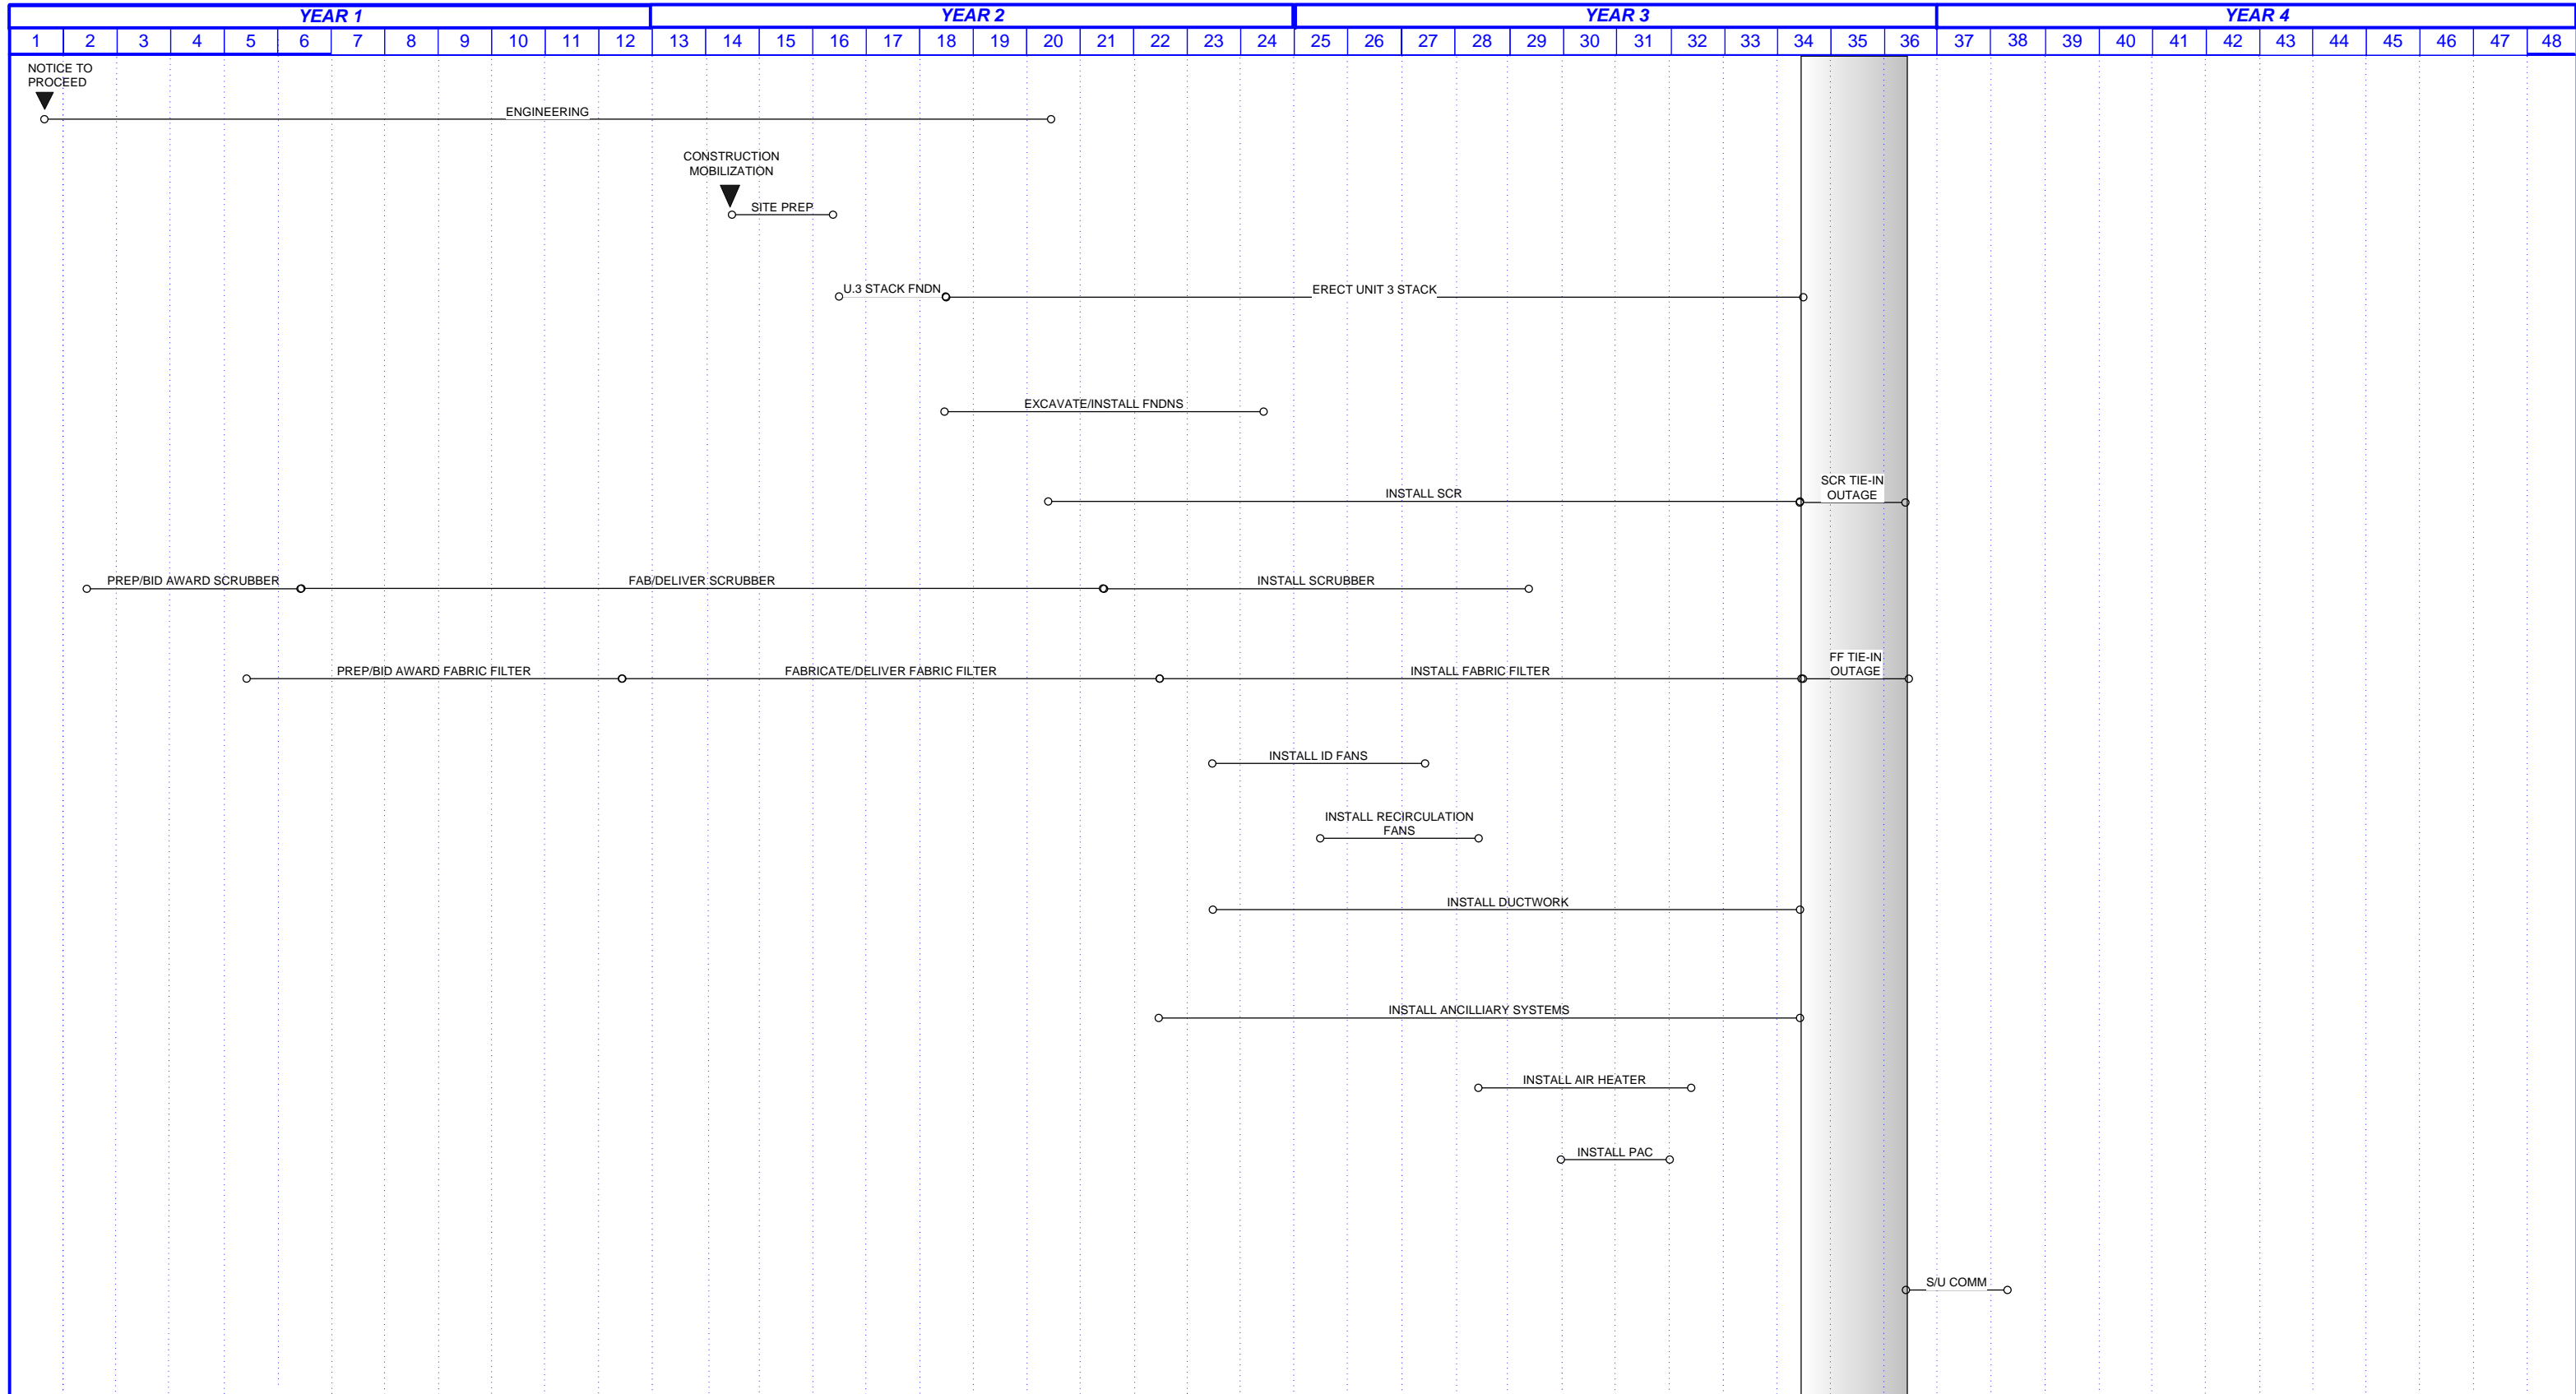 YEAR 1 YEAR 2 YEAR 3 YEAR 4
1 2 3 4 5 6 7 8 9 10 11 12 13 14 15 16 17 18 19 20 21 22 23 24 25 26 27 28 29 30 31 32 33 34 35 36 37 38 39 40 41 42 43 44 45 46 47 48
NOTICE TO
PROCEED
ENGINEERING
CONSTRUCTION
MOBILIZATION
SITE PREP
U.3 STACK FNDN
ERECT UNIT 3 STACK
EXCAVATE/INSTALL FNDNS
INSTALL SCR
SCR TIE-IN
OUTAGE
PREP/BID AWARD SCRUBBER
FAB/DELIVER SCRUBBER
INSTALL SCRUBBER
PREP/BID AWARD FABRIC FILTER
FABRICATE/DELIVER FABRIC FILTER
INSTALL FABRIC FILTER
FF TIE-IN
OUTAGE
INSTALL ID FANS
INSTALL RECIRCULATION
FANS
INSTALL DUCTWORK
INSTALL ANCILLIARY SYSTEMS
INSTALL AIR HEATER
INSTALL PAC
S/U COMM